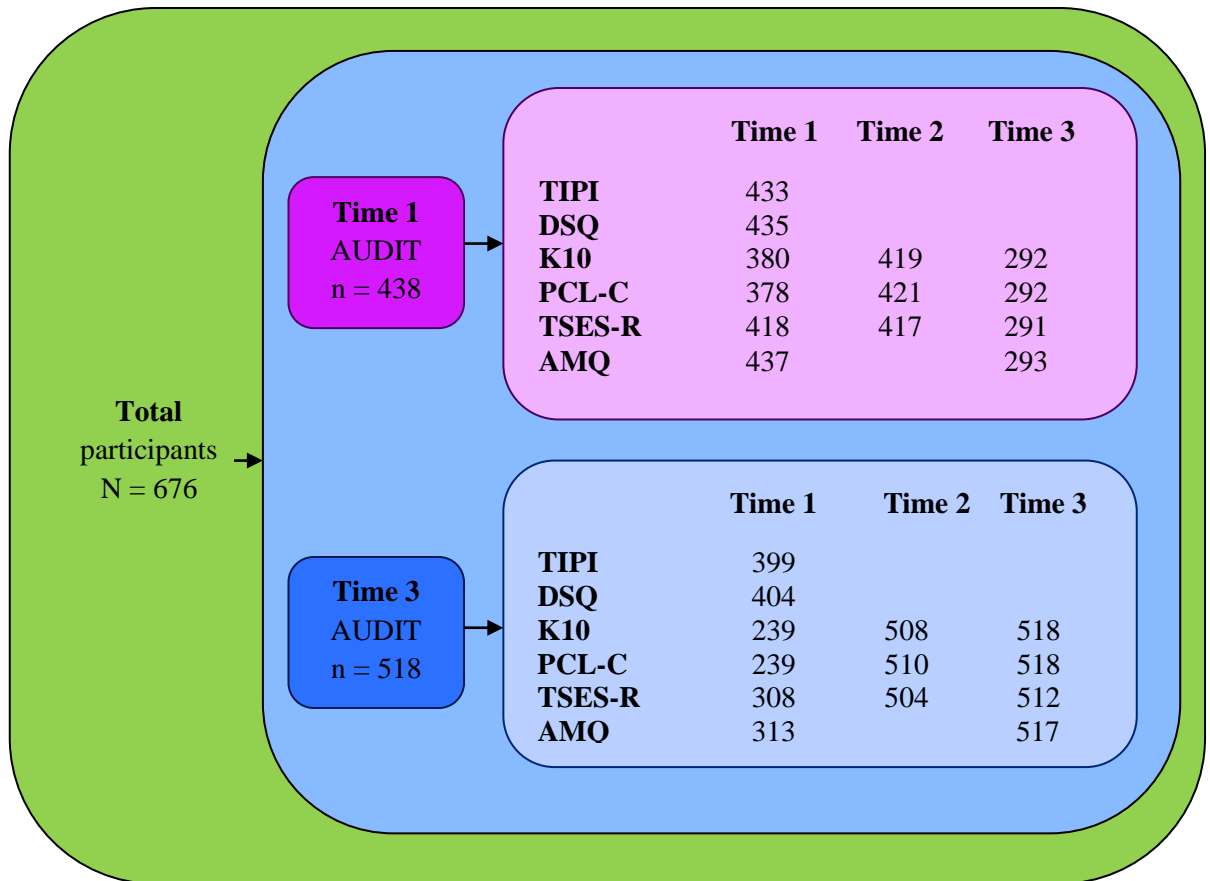 Total
participants
N = 676
Time 1
AUDIT
n = 438
Time 1 Time 2 Time 3
TIPI 433
DSQ 435
K10 380 419 292
PCL-C 378 421 292
TSES-R 418 417 291
AMQ 437 293
Time 3
AUDIT
n = 518
Time 1 Time 2 Time 3
TIPI 399
DSQ 404
K10 239 508 518
PCL-C 239 510 518
TSES-R 308 504 512
AMQ 313 517